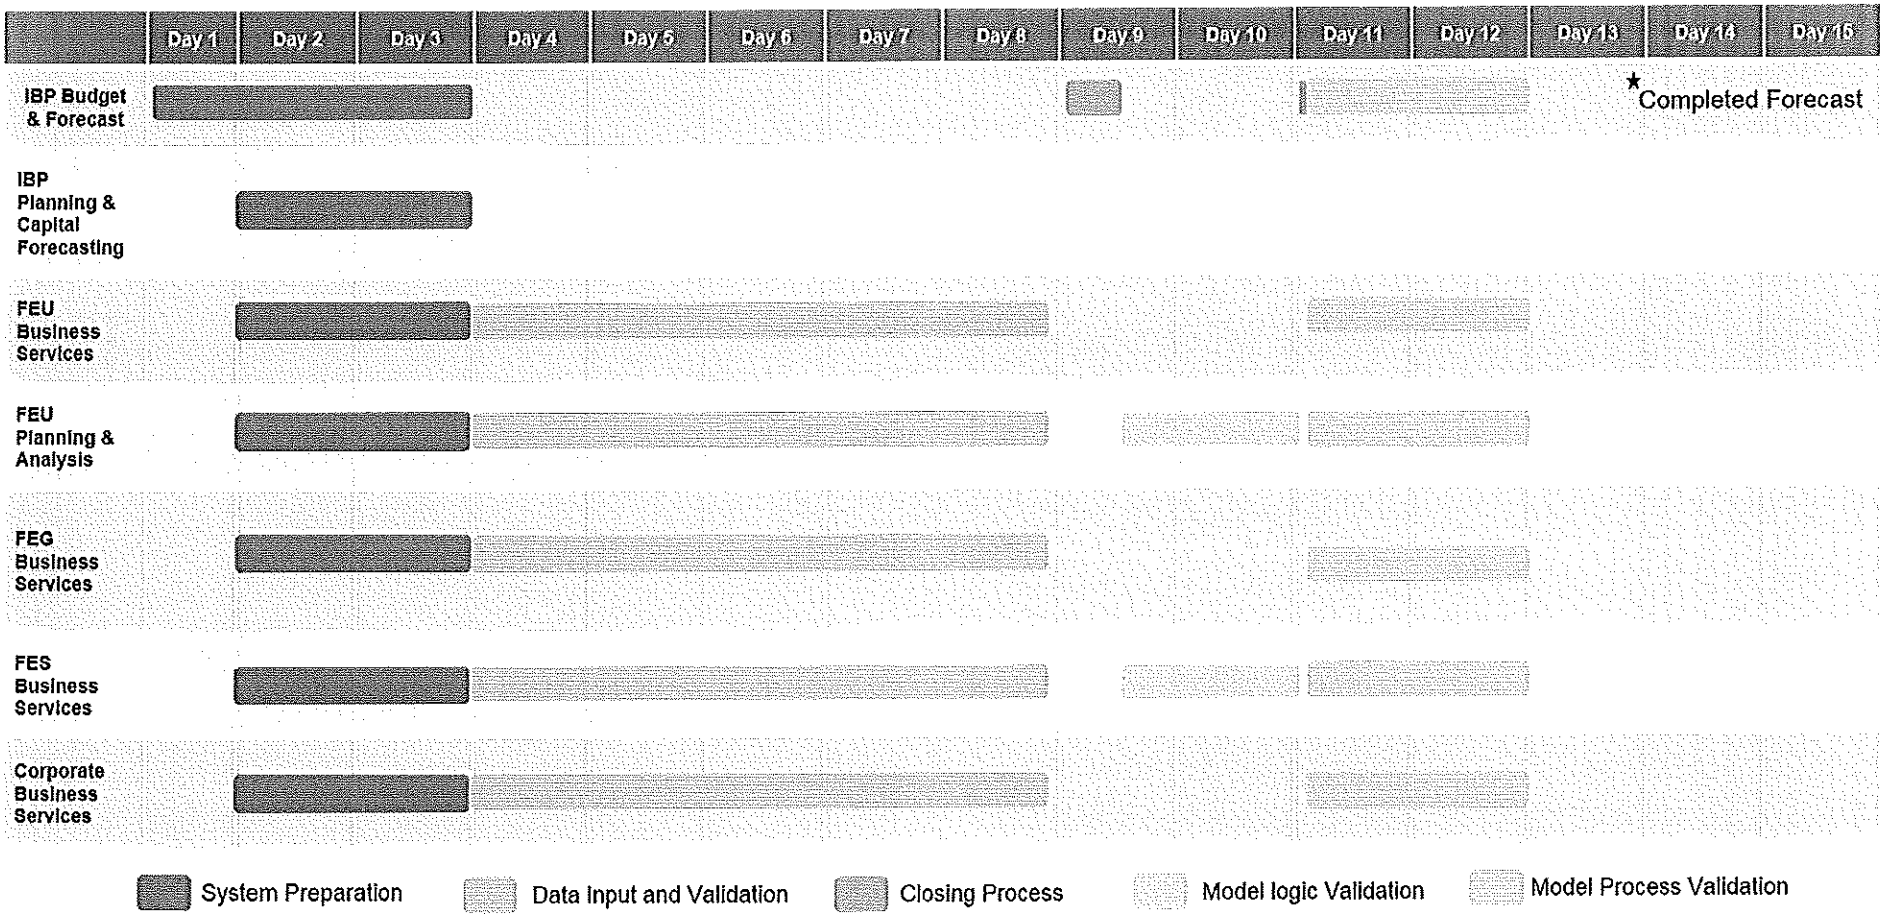 Day 1 Day 2 Day 3 Day 4 Day 5 Day 6 Day 7 Day 8 Day 9 Day 10 Day 11 Day 12 Day 13 Day 14 Day 15
IBP Budget
& Forecast
★
Completed Forecast
IBP
Planning &
Capital
Forecasting
FEU
Business
Services
FEU
Planning &
Analysis
FEG
Business
Services
FES
Business
Services
Corporate
Business
Services
System Preparation Data Input and Validation Closing Process Model logic Validation Model Process Validation